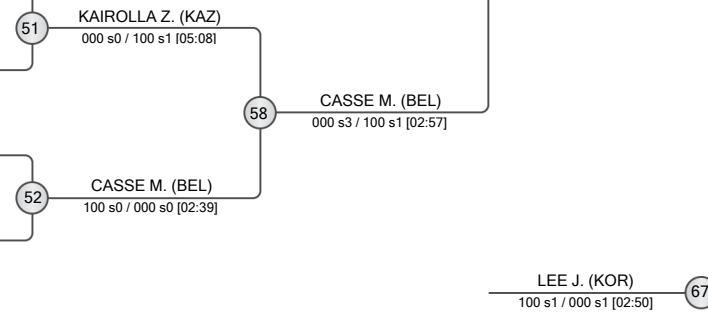 51
KAIROLLA Z. (KAZ)
000 s0 / 100 s1 [05:08]
58
CASSE M. (BEL)
000 s3 / 100 s1 [02:57]
52
CASSE M. (BEL)
100 s0 / 000 s0 [02:39]
LEE J. (KOR)
100 s1 / 000 s1 [02:50]
67